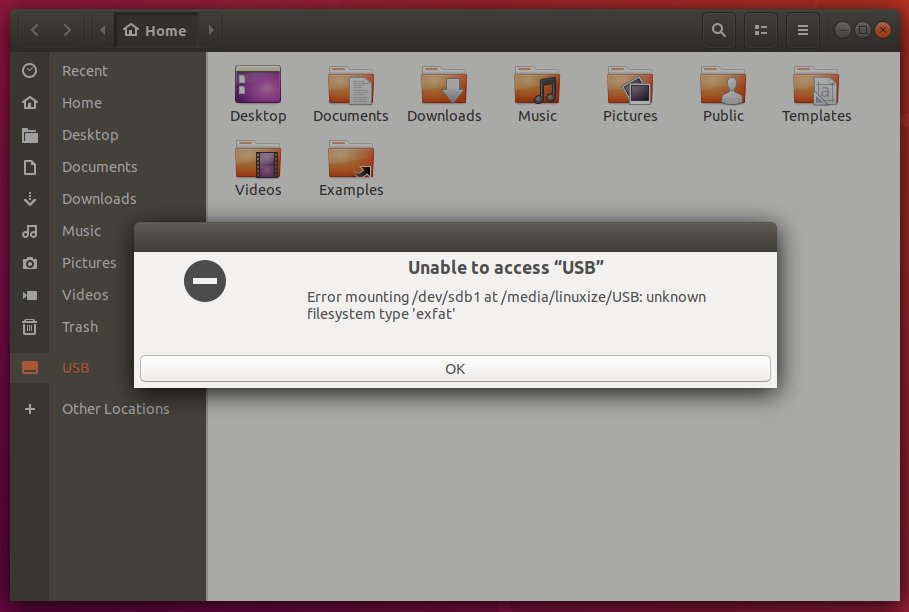 Home
Recent
Home
Desktop
Documents
Downloads
Music
Pictures
Videos
Trash
USB
Other Locations
Desktop Documents Downloads Music Pictures Public Templates
Videos Examples
Unable to access “USB”
Error mounting /dev/sdb1 at /media/linuxize/USB: unknown
filesystem type 'exfat'
OK